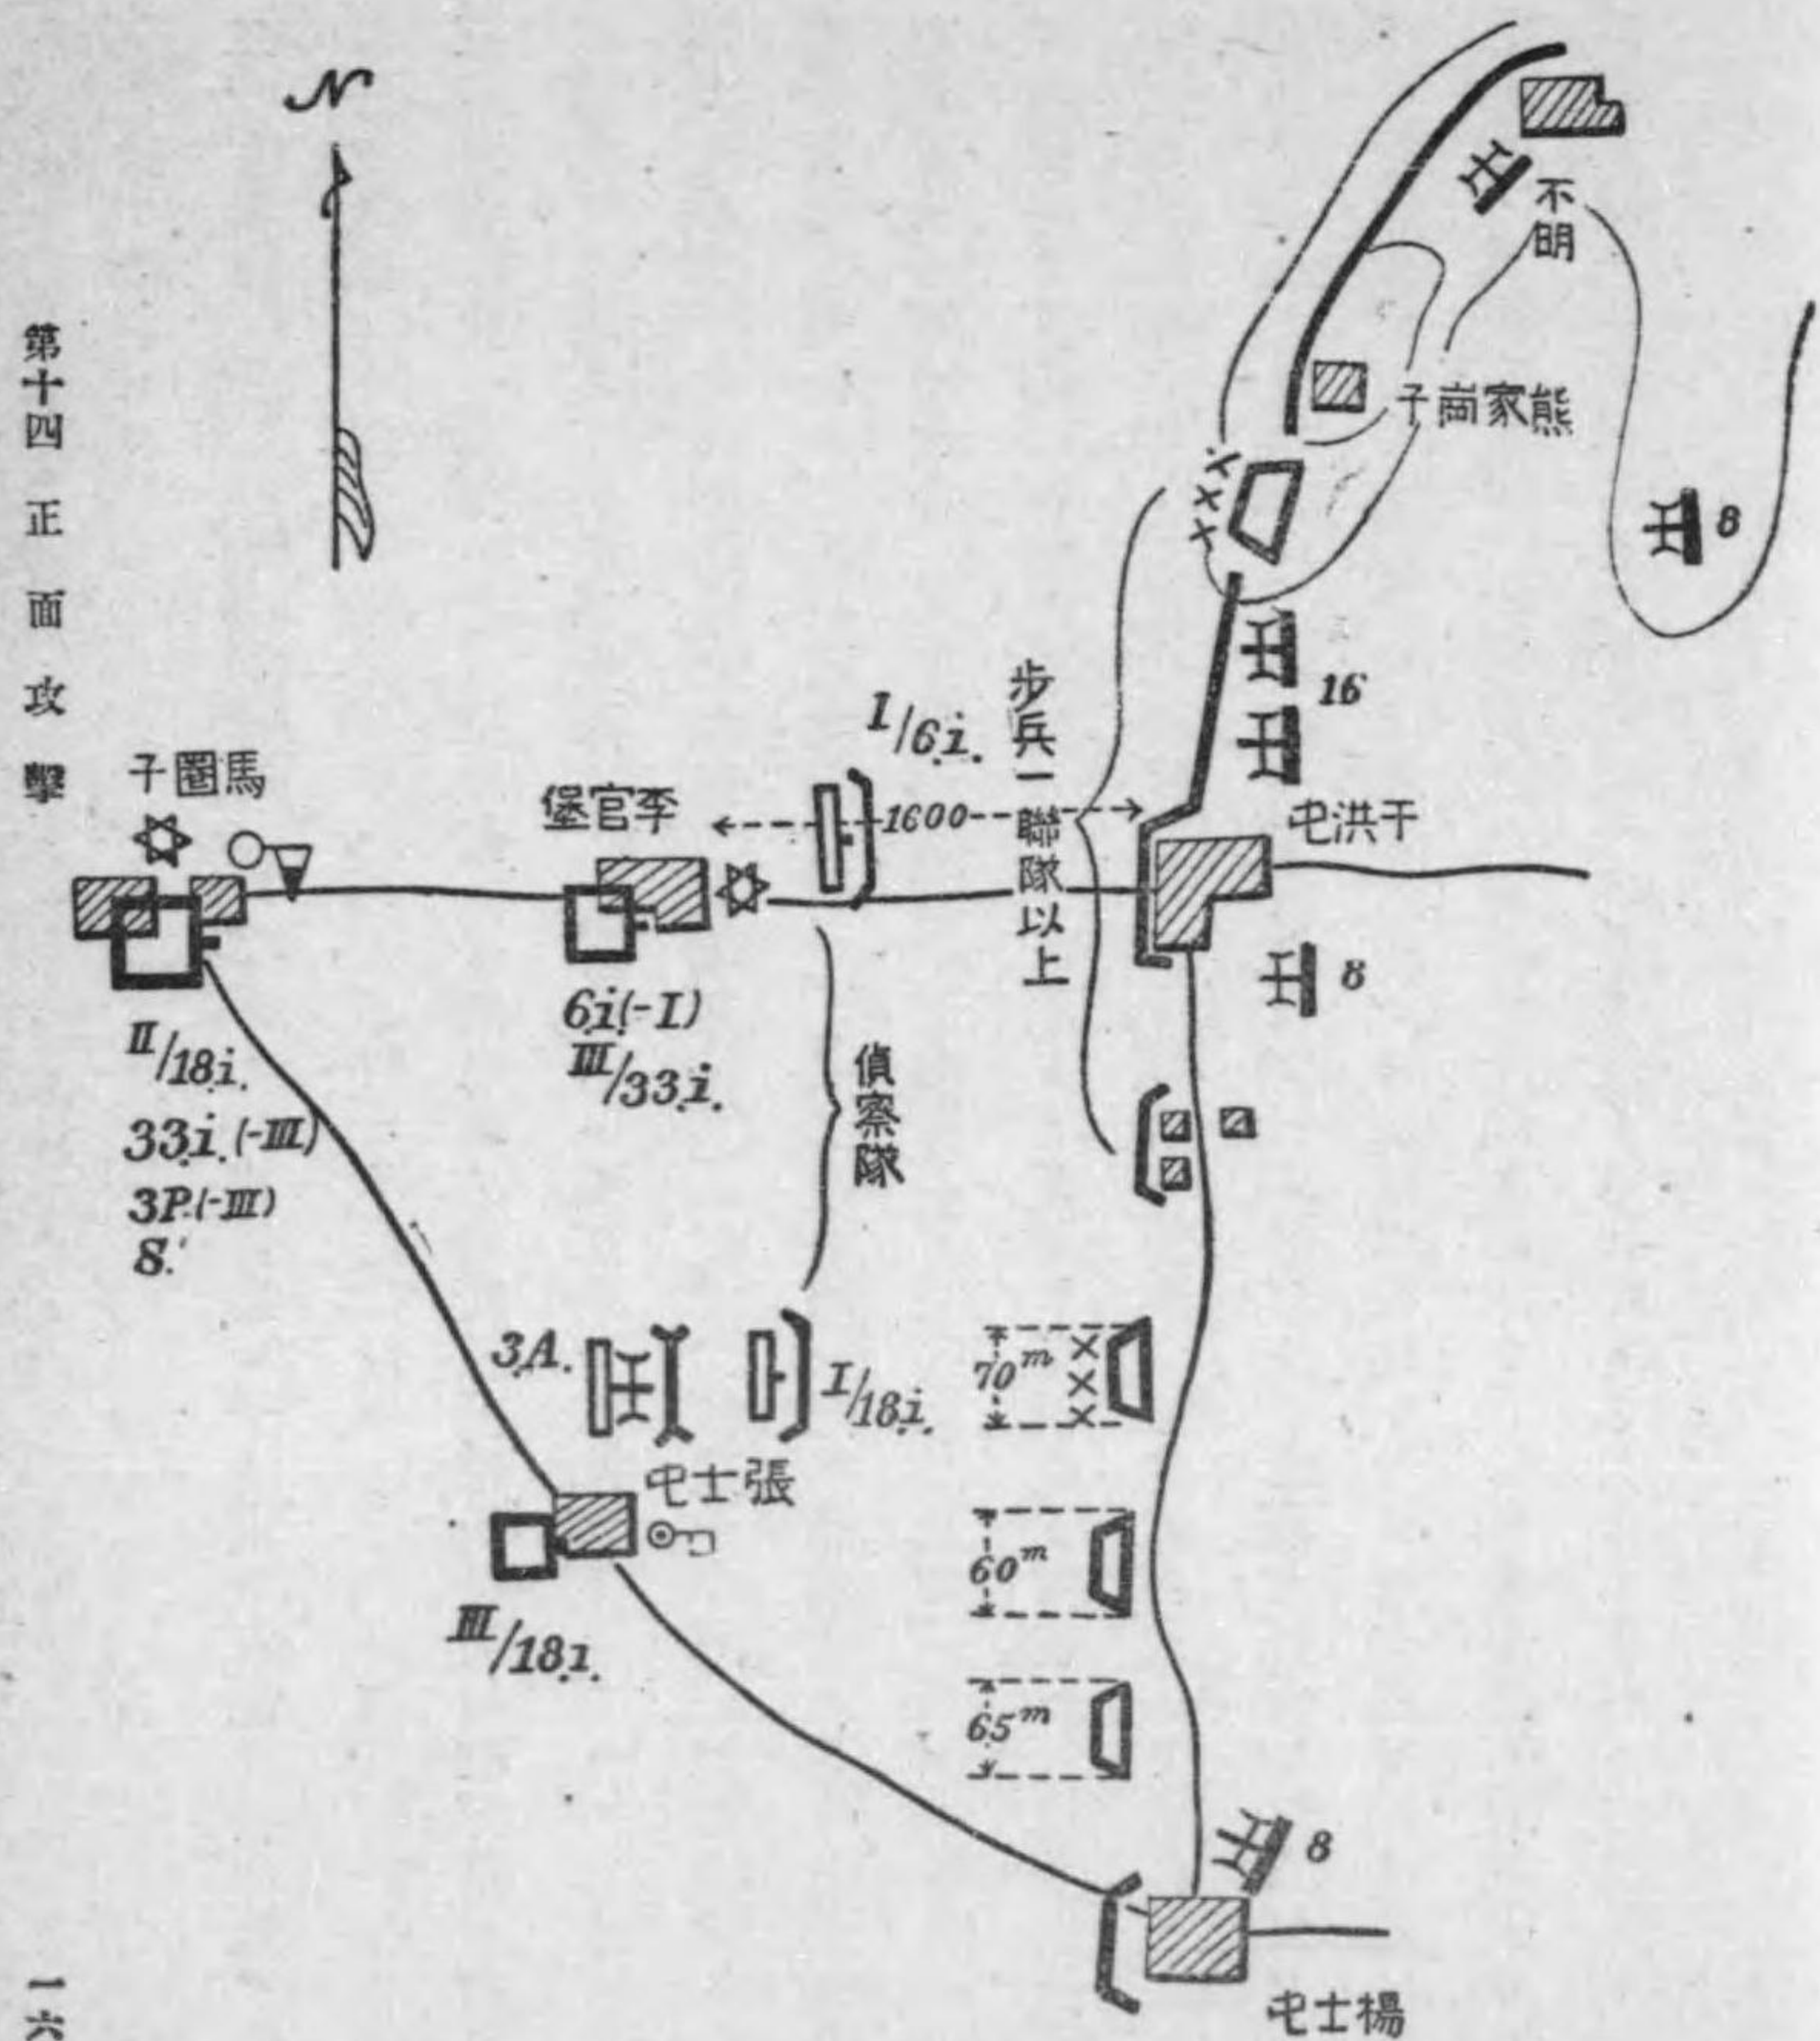 第十四 正面攻擊
一六
N
不明
子崗家熊
8
16
I/6.i.
步兵一聯隊以上
子圈馬
堡官李
1600
屯洪干
8
II/18.i.
33.i.(-III)
3P.(-III)
8.
6.i.(-I)
III/33.i.
偵察隊
3.A.
I/18.i.
70m
屯士張
60m
III/18.i.
65m
8
屯士楊